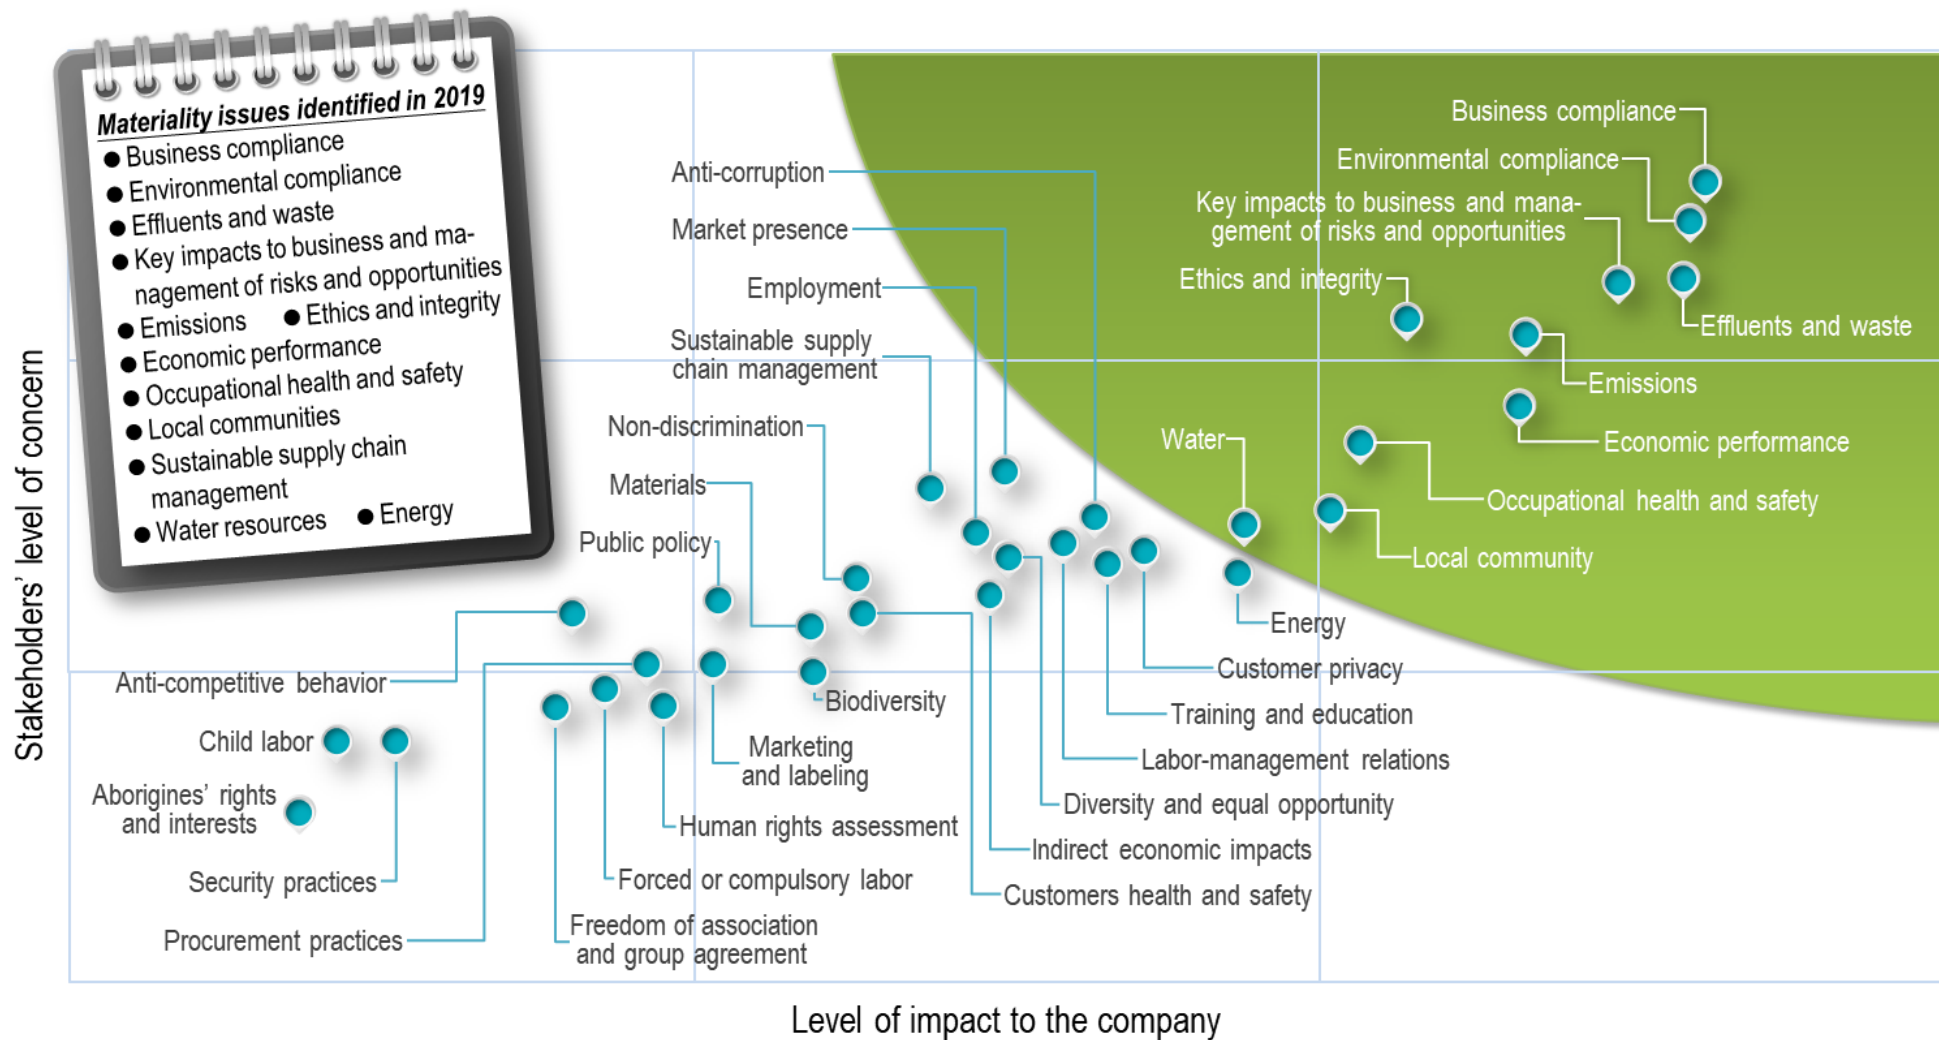 Materiality issues identified in 2019
● Business compliance
● Environmental compliance
● Effluents and waste
● Key impacts to business and ma-
nagement of risks and opportunities
● Emissions ● Ethics and integrity
● Economic performance
● Occupational health and safety
● Local communities
● Sustainable supply chain
management
● Water resources ● Energy
Stakeholders' level of concern
Business compliance
Environmental compliance
Key impacts to business and mana-
gement of risks and opportunities
Ethics and integrity
Effluents and waste
Emissions
Economic performance
Water
Occupational health and safety
Local community
Anti-corruption
Market presence
Employment
Sustainable supply
chain management
Non-discrimination
Materials
Public policy
Anti-competitive behavior
Child labor
Aborigines' rights
and interests
Security practices
Procurement practices
Energy
Customer privacy
Biodiversity
Training and education
Marketing
and labeling
Labor-management relations
Diversity and equal opportunity
Human rights assessment
Indirect economic impacts
Forced or compulsory labor
Customers health and safety
Freedom of association
and group agreement
Level of impact to the company